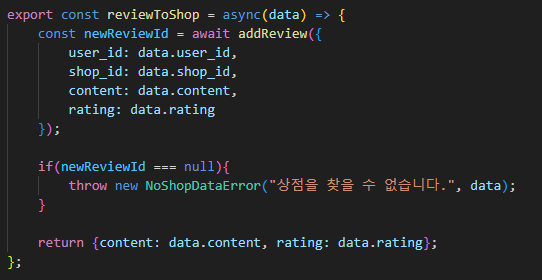 export const reviewToShop = async(data) => {
    const newReviewId = await addReview({
        user_id: data.user_id,
        shop_id: data.shop_id,
        content: data.content,
        rating: data.rating
    });

    if(newReviewId === null){
        throw new NoShopDataError("상점을 찾을 수 없습니다.", data);
    }

    return {content: data.content, rating: data.rating};
};